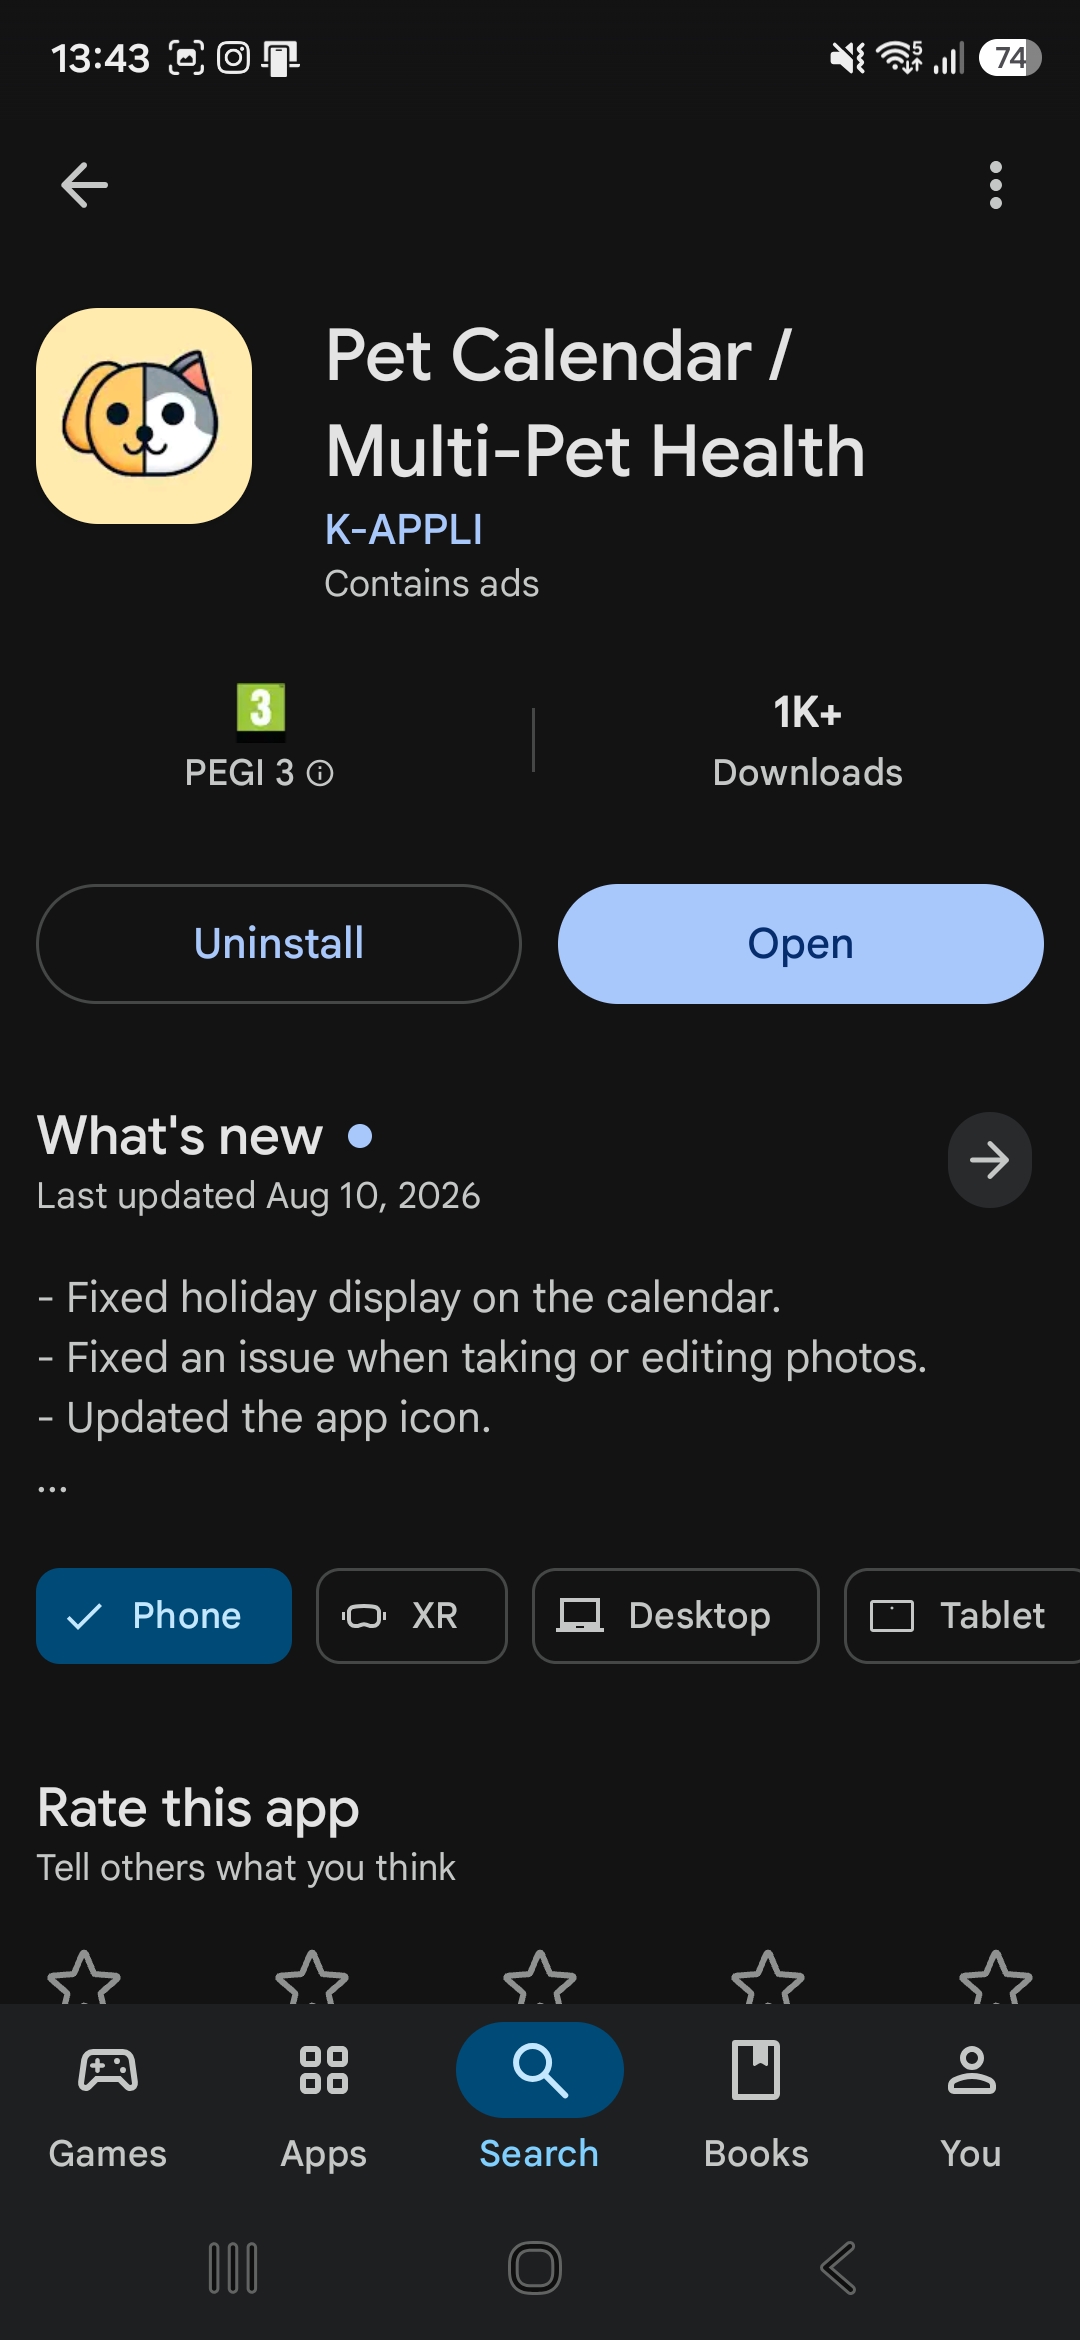 13:43
5
74
Pet Calendar /
Multi-Pet Health
K-APPLI
Contains ads
3
PEGI 3
1K+
Downloads
Uninstall
Open
What's new
Last updated Aug 10, 2026
- Fixed holiday display on the calendar.
- Fixed an issue when taking or editing photos.
- Updated the app icon.
...
Phone
XR
Desktop
Tablet
Rate this app
Tell others what you think
Games
Apps
Search
Books
You